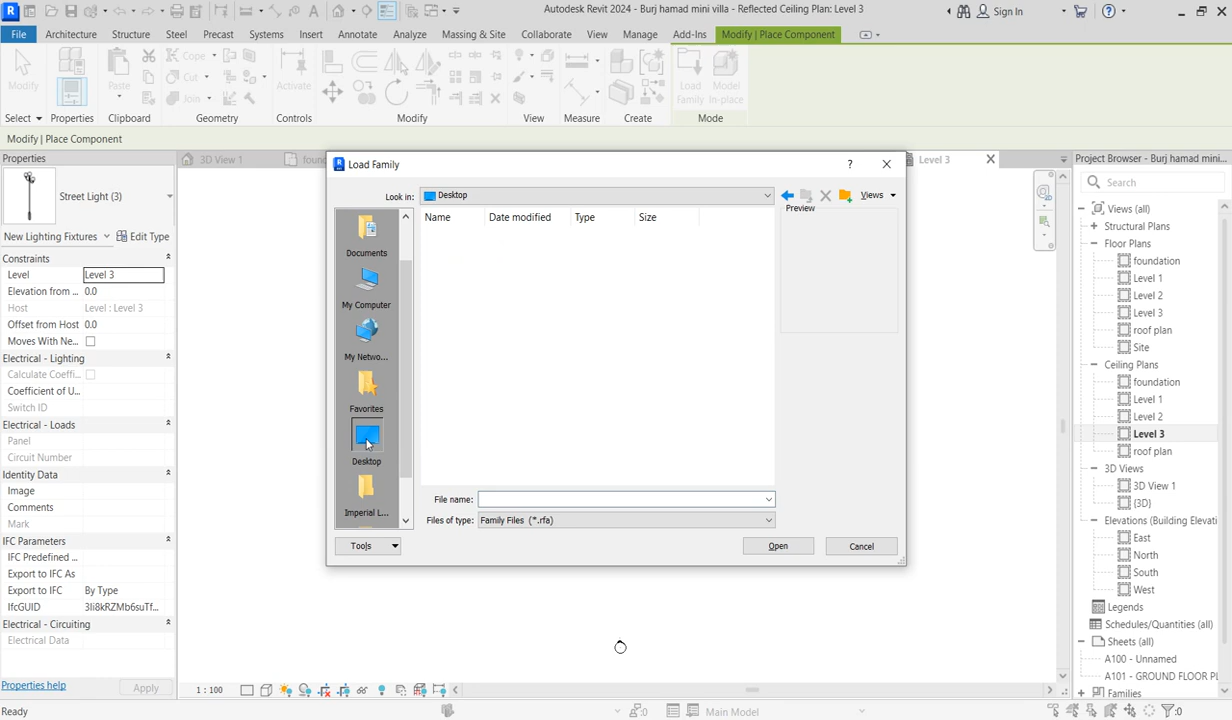 Autodesk Revit 2024 - Burj hamad mini villa - Reflected Ceiling Plan: Level 3
Sign In
File Architecture Structure Steel Precast Systems Insert Annotate Analyze Massing & Site Collaborate View Manage Add-Ins Modify | Place Component
Modify
Paste
Cope
Cut
Join
Activate
Load Family
Model In-place
Select Properties Clipboard Geometry Controls Modify View Measure Create Mode
Modify | Place Component
Properties
3D View 1
Level 3
Project Browser - Burj hamad mini...
Street Light (3)
New Lighting Fixtures
Edit Type
Constraints
Level Level 3
Elevation from ... 0.0
Host Level : Level 3
Offset from Host 0.0
Moves With Ne...
Electrical - Lighting
Calculate Coeffi...
Coefficient of U...
Switch ID
Electrical - Loads
Panel
Circuit Number
Identity Data
Image
Comments
Mark
IFC Parameters
IFC Predefined ...
Export to IFC As
Export to IFC By Type
IfcGUID 3li8kRZMb6suTf...
Electrical - Circuiting
Electrical Data
Properties help
Apply
Load Family
Look in: Desktop
Views
Name Date modified Type Size
Preview
Documents
My Computer
My Netwo...
Favorites
Desktop
Imperial L...
File name:
Files of type: Family Files (*.rfa)
Tools
Open
Cancel
Search
Views (all)
Structural Plans
Floor Plans
foundation
Level 1
Level 2
Level 3
roof plan
Site
Ceiling Plans
foundation
Level 1
Level 2
Level 3
roof plan
3D Views
3D View 1
{3D}
Elevations (Building Elevati
East
North
South
West
Legends
Schedules/Quantities (all)
Sheets (all)
A100 - Unnamed
A101 - GROUND FLOOR PL
Families
1 : 100
Ready
:0
Main Model
:0